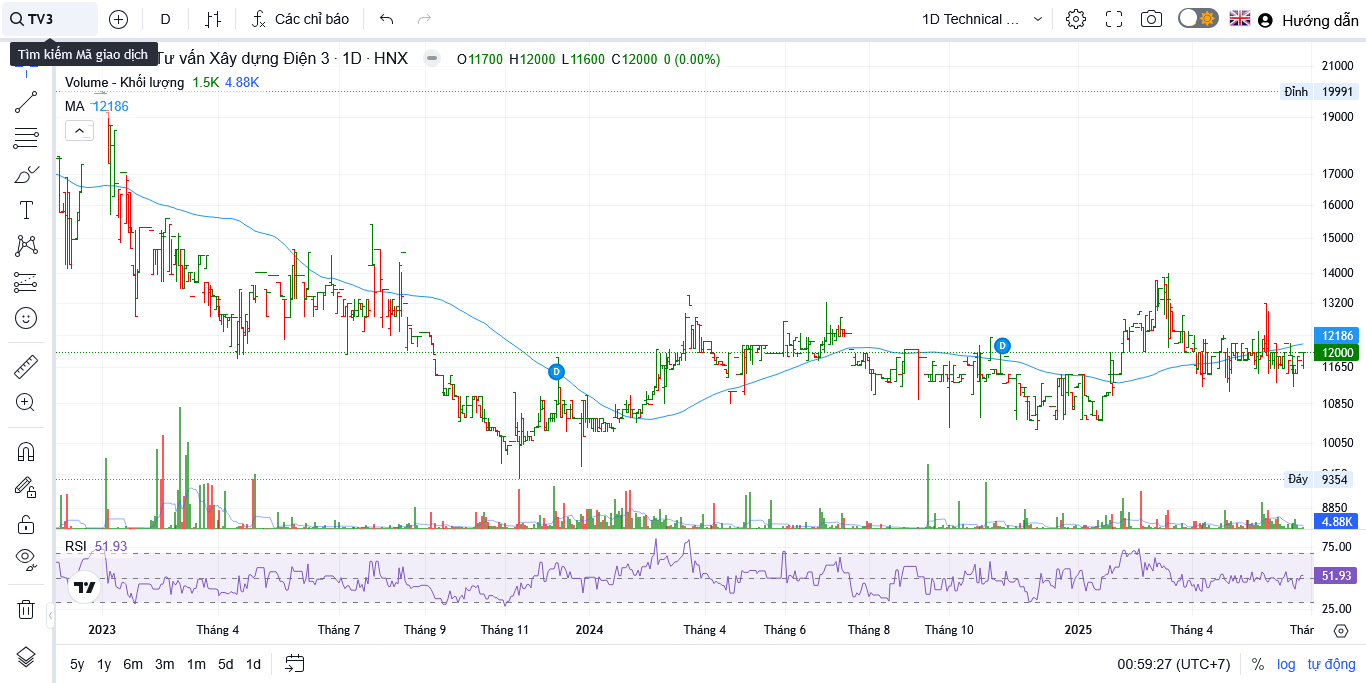 TV3
D
Các chỉ báo
1D Technical ...
Hướng dẫn
Tìm kiếm Mã giao dịch
Tư vấn Xây dựng Điện 3 · 1D · HNX
O11700 H12000 L11600 C12000 0 (0.00%)
Volume - Khối lượng 1.5K 4.88K
MA 12186
21000
Đỉnh 19991
19000
17000
16000
15000
14000
13200
12186
12000
11650
10850
10050
Đáy 9354
8850
4.88K
RSI 51.93
75.00
51.93
25.00
2023 Tháng 4 Tháng 7 Tháng 9 Tháng 11 2024 Tháng 4 Tháng 6 Tháng 8 Tháng 10 2025 Tháng 4 Thár
5y 1y 6m 3m 1m 5d 1d
00:59:27 (UTC+7) % log tự động